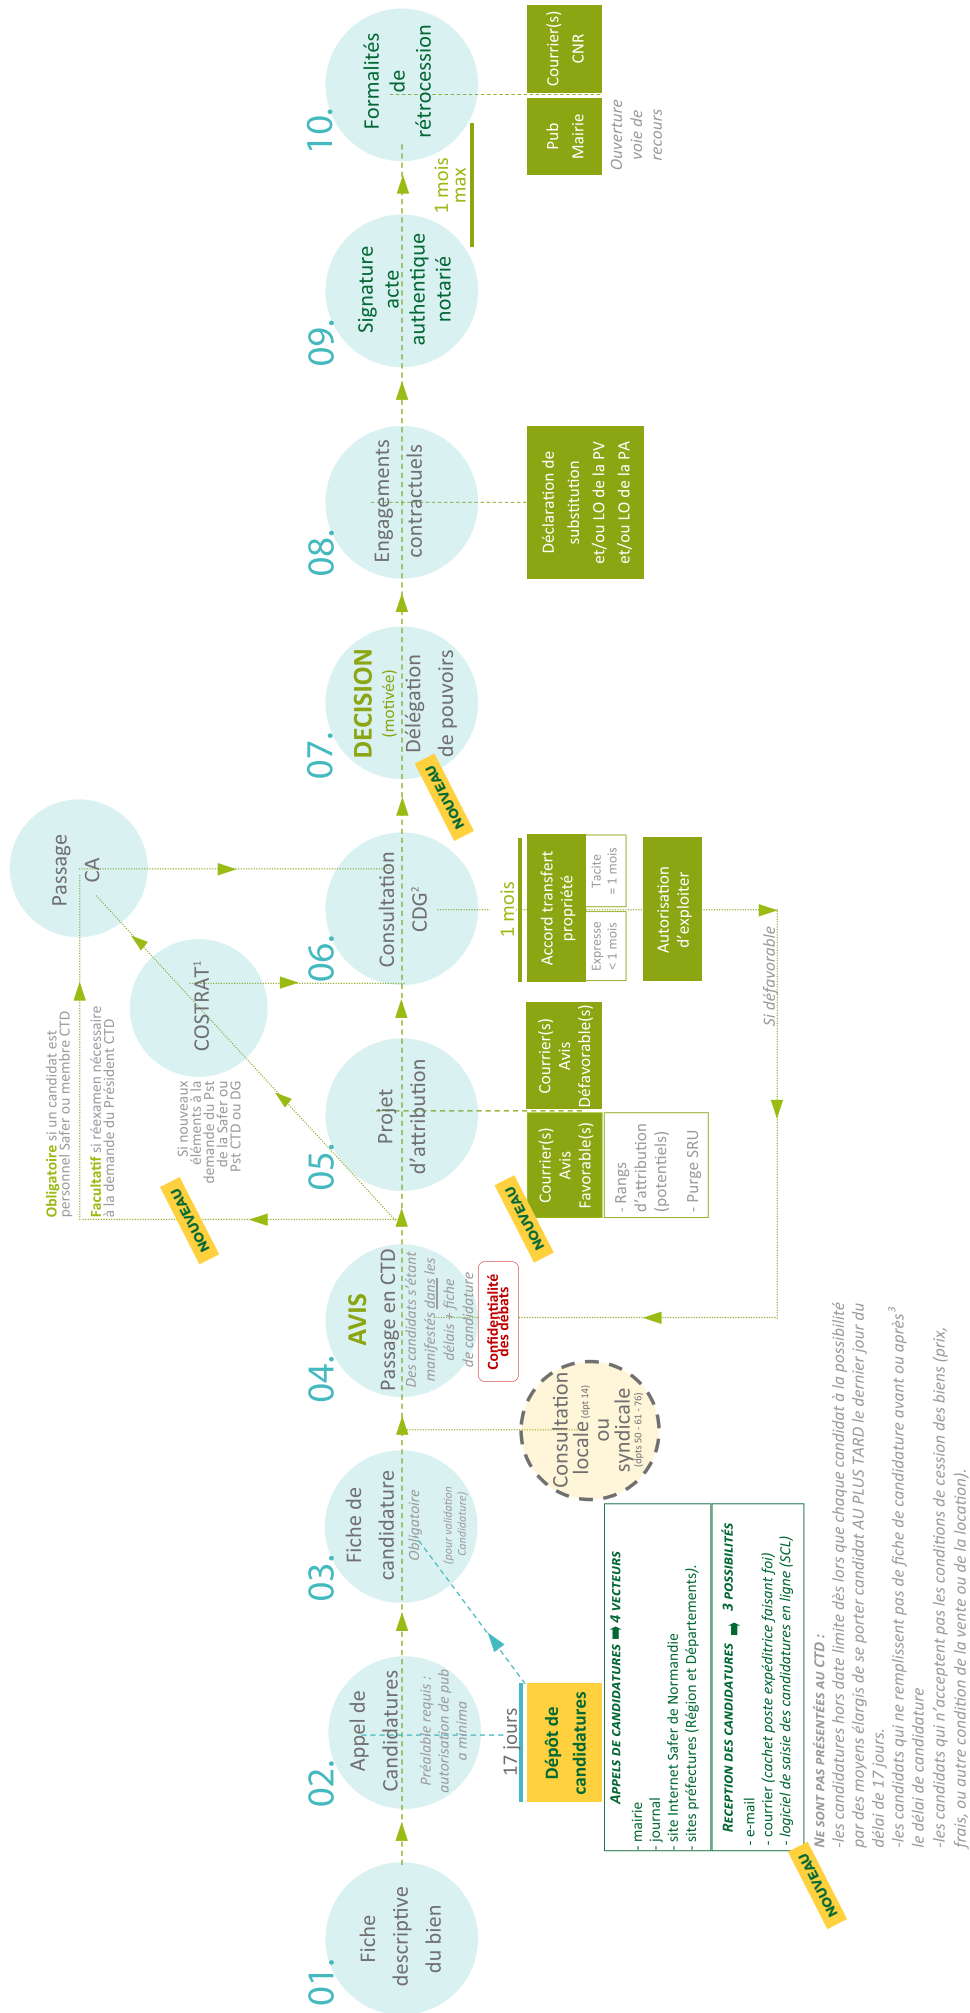 01.
Fiche
descriptive
du bien
02.
Appel de
Candidatures
Préalable requis :
autorisation de pub
a minima
17 jours
Dépôt de
candidatures
APPELS DE CANDIDATURES ➡ 4 VECTEURS
- mairie
- journal
- site Internet Safer de Normandie
- sites préfectures (Région et Départements).
RECEPTION DES CANDIDATURES ➡ 3 POSSIBILITÉS
- e-mail
- courrier (cachet poste expéditrice faisant foi)
- logiciel de saisie des candidatures en ligne (SCL)
NOUVEAU
NE SONT PAS PRÉSENTÉES AU CTD :
-les candidatures hors date limite dès lors que chaque candidat à la possibilité
par des moyens élargis de se porter candidat AU PLUS TARD le dernier jour du
délai de 17 jours.
-les candidats qui ne remplissent pas de fiche de candidature avant ou après³
le délai de candidature
-les candidats qui n'acceptent pas les conditions de cession des biens (prix,
frais, ou autre condition de la vente ou de la location).
03.
Fiche de
candidature
Obligatoire
(pour validation
Candidature)
Consultation
locale (dpt 14)
ou
syndicale
(dpts 50 - 61 - 76)
04.
AVIS
Passage en CTD
Des candidats s'étant
manifestés dans les
délais + fiche
de candidature
Confidentialité
des débats
NOUVEAU
Obligatoire si un candidat est
personnel Safer ou membre CTD
Facultatif si réexamen nécessaire
à la demande du Président CTD
Si nouveaux
éléments à la
demande du Pst
de la Safer ou
Pst CTD ou DG
COSTRAT¹
Passage
CA
05.
Projet
d'attribution
NOUVEAU
Courrier(s)
Avis
Favorable(s)
Courrier(s)
Avis
Défavorable(s)
- Rangs
d'attribution
(potentiels)
- Purge SRU
06.
Consultation
CDG²
1 mois
Accord transfert
propriété
Expresse
< 1 mois
Tacite
= 1 mois
Autorisation
d'exploiter
Si défavorable
07.
DECISION
(motivée)
Délégation
de pouvoirs
NOUVEAU
08.
Engagements
contractuels
Déclaration de
substitution
et/ou LO de la PV
et/ou LO de la PA
09.
Signature
acte
authentique
notarié
1 mois
max
10.
Formalités
de
rétrocession
Pub
Mairie
Courrier(s)
CNR
Ouverture
voie de
recours